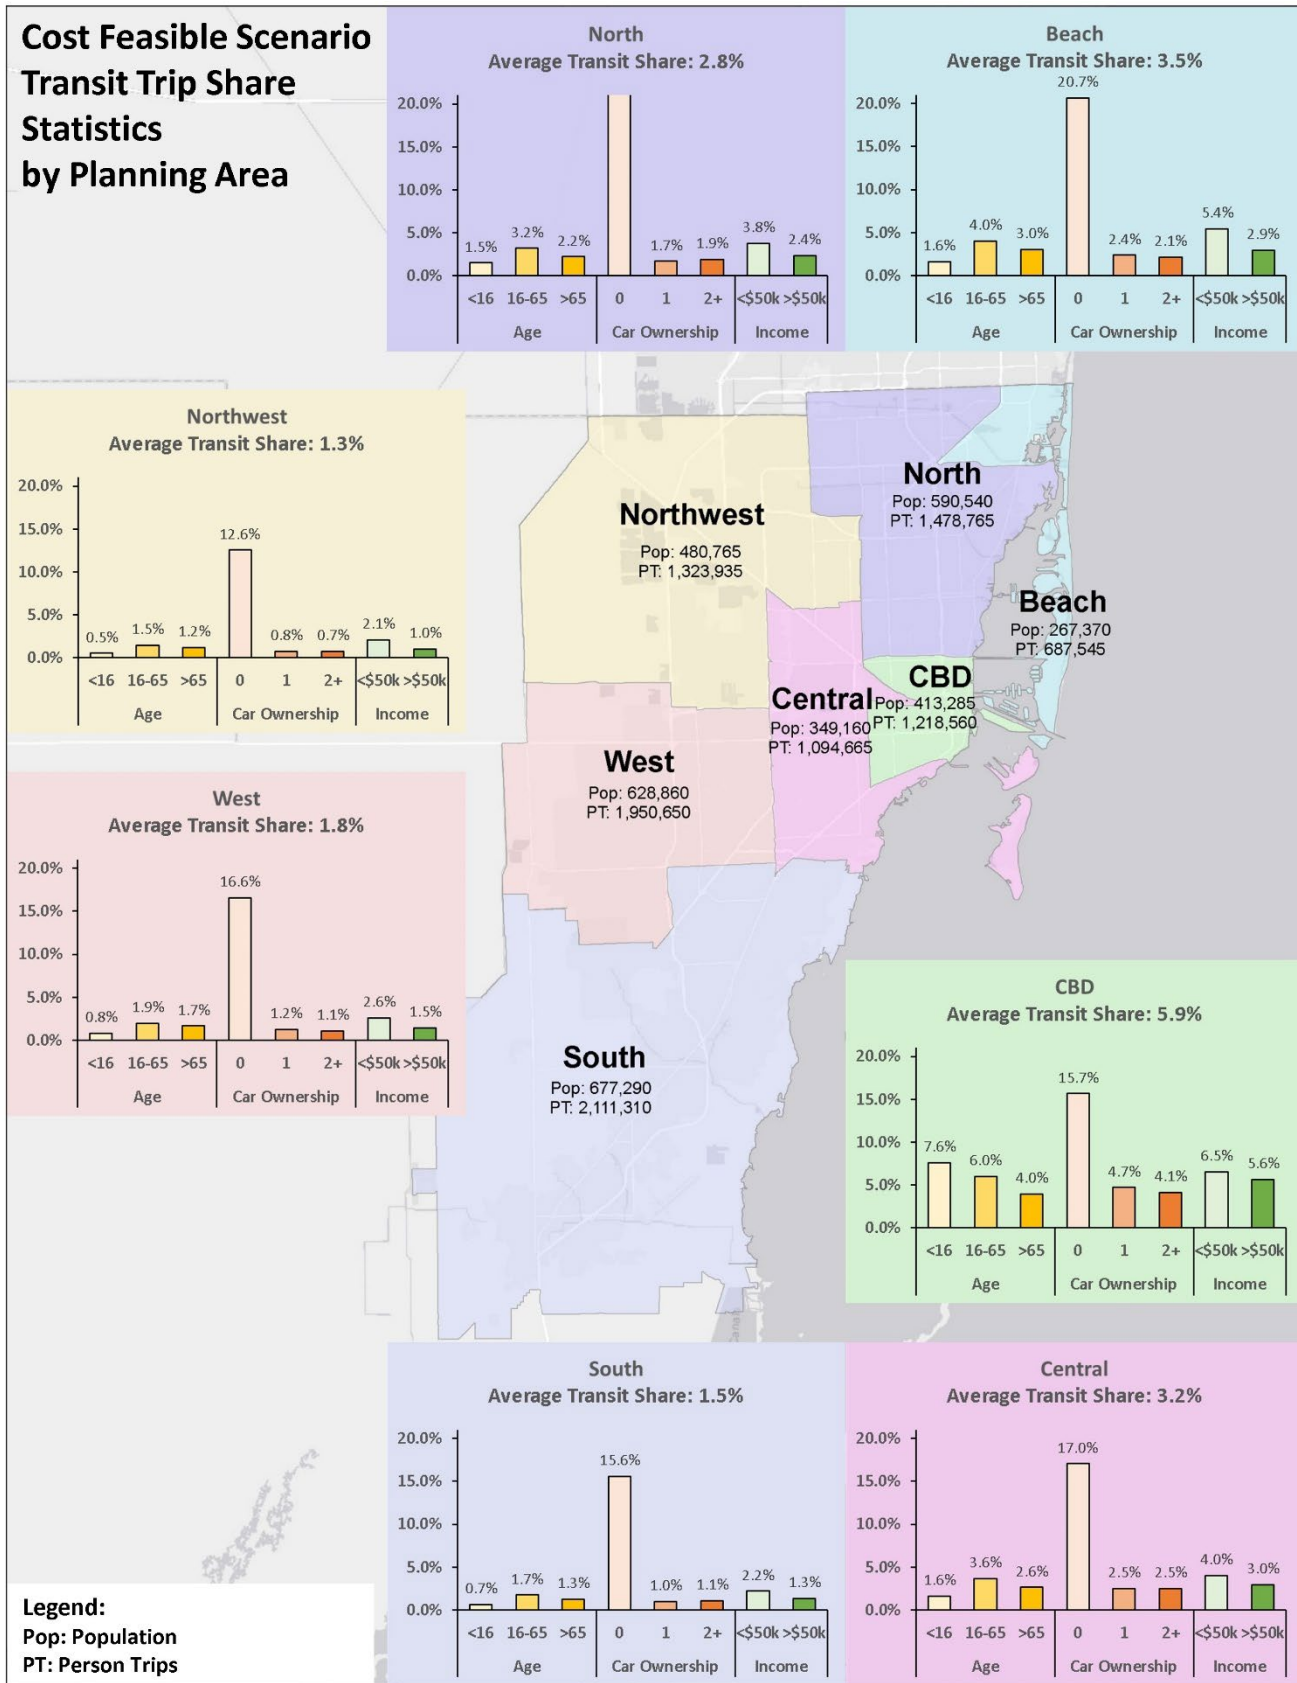 Cost Feasible Scenario
Transit Trip Share
Statistics
by Planning Area
North
Average Transit Share: 2.8%
20.0%
15.0%
10.0%
5.0%
0.0%
1.5%
3.2%
2.2%
1.7%
1.9%
3.8%
2.4%
<16 16-65 >65 0 1 2+ <$50k >$50k
Age Car Ownership Income
Beach
Average Transit Share: 3.5%
20.7%
20.0%
15.0%
10.0%
5.0%
0.0%
1.6%
4.0%
3.0%
2.4%
2.1%
5.4%
2.9%
<16 16-65 >65 0 1 2+ <$50k >$50k
Age Car Ownership Income
Northwest
Average Transit Share: 1.3%
20.0%
15.0%
10.0%
5.0%
0.0%
0.5%
1.5%
1.2%
12.6%
0.8%
0.7%
2.1%
1.0%
<16 16-65 >65 0 1 2+ <$50k >$50k
Age Car Ownership Income
North
Pop: 590,540
PT: 1,478,765
Northwest
Pop: 480,765
PT: 1,323,935
Beach
Pop: 267,370
PT: 687,545
CBD
Pop: 413,285
PT: 1,218,560
Central
Pop: 349,160
PT: 1,094,665
West
Pop: 628,860
PT: 1,950,650
South
Pop: 677,290
PT: 2,111,310
West
Average Transit Share: 1.8%
20.0%
15.0%
10.0%
5.0%
0.0%
0.8%
1.9%
1.7%
16.6%
1.2%
1.1%
2.6%
1.5%
<16 16-65 >65 0 1 2+ <$50k >$50k
Age Car Ownership Income
CBD
Average Transit Share: 5.9%
20.0%
15.0%
10.0%
5.0%
0.0%
7.6%
6.0%
4.0%
15.7%
4.7%
4.1%
6.5%
5.6%
<16 16-65 >65 0 1 2+ <$50k >$50k
Age Car Ownership Income
Canal
South
Average Transit Share: 1.5%
20.0%
15.0%
10.0%
5.0%
0.0%
0.7%
1.7%
1.3%
15.6%
1.0%
1.1%
2.2%
1.3%
<16 16-65 >65 0 1 2+ <$50k >$50k
Age Car Ownership Income
Central
Average Transit Share: 3.2%
20.0%
15.0%
10.0%
5.0%
0.0%
1.6%
3.6%
2.6%
17.0%
2.5%
2.5%
4.0%
3.0%
<16 16-65 >65 0 1 2+ <$50k >$50k
Age Car Ownership Income
Legend:
Pop: Population
PT: Person Trips